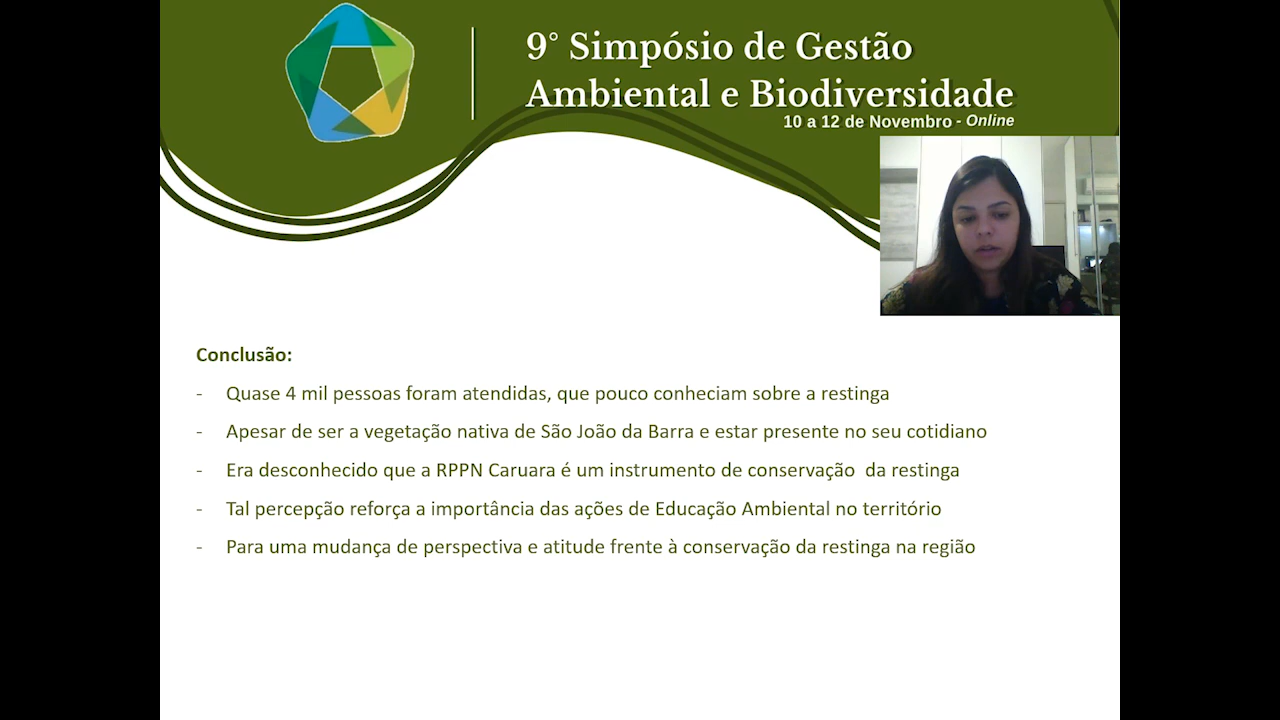 9° Simpósio de Gestão
Ambiental e Biodiversidade
10 a 12 de Novembro - Online
Conclusão:
- Quase 4 mil pessoas foram atendidas, que pouco conheciam sobre a restinga
- Apesar de ser a vegetação nativa de São João da Barra e estar presente no seu cotidiano
- Era desconhecido que a RPPN Caruara é um instrumento de conservação  da restinga
- Tal percepção reforça a importância das ações de Educação Ambiental no território
- Para uma mudança de perspectiva e atitude frente à conservação da restinga na região